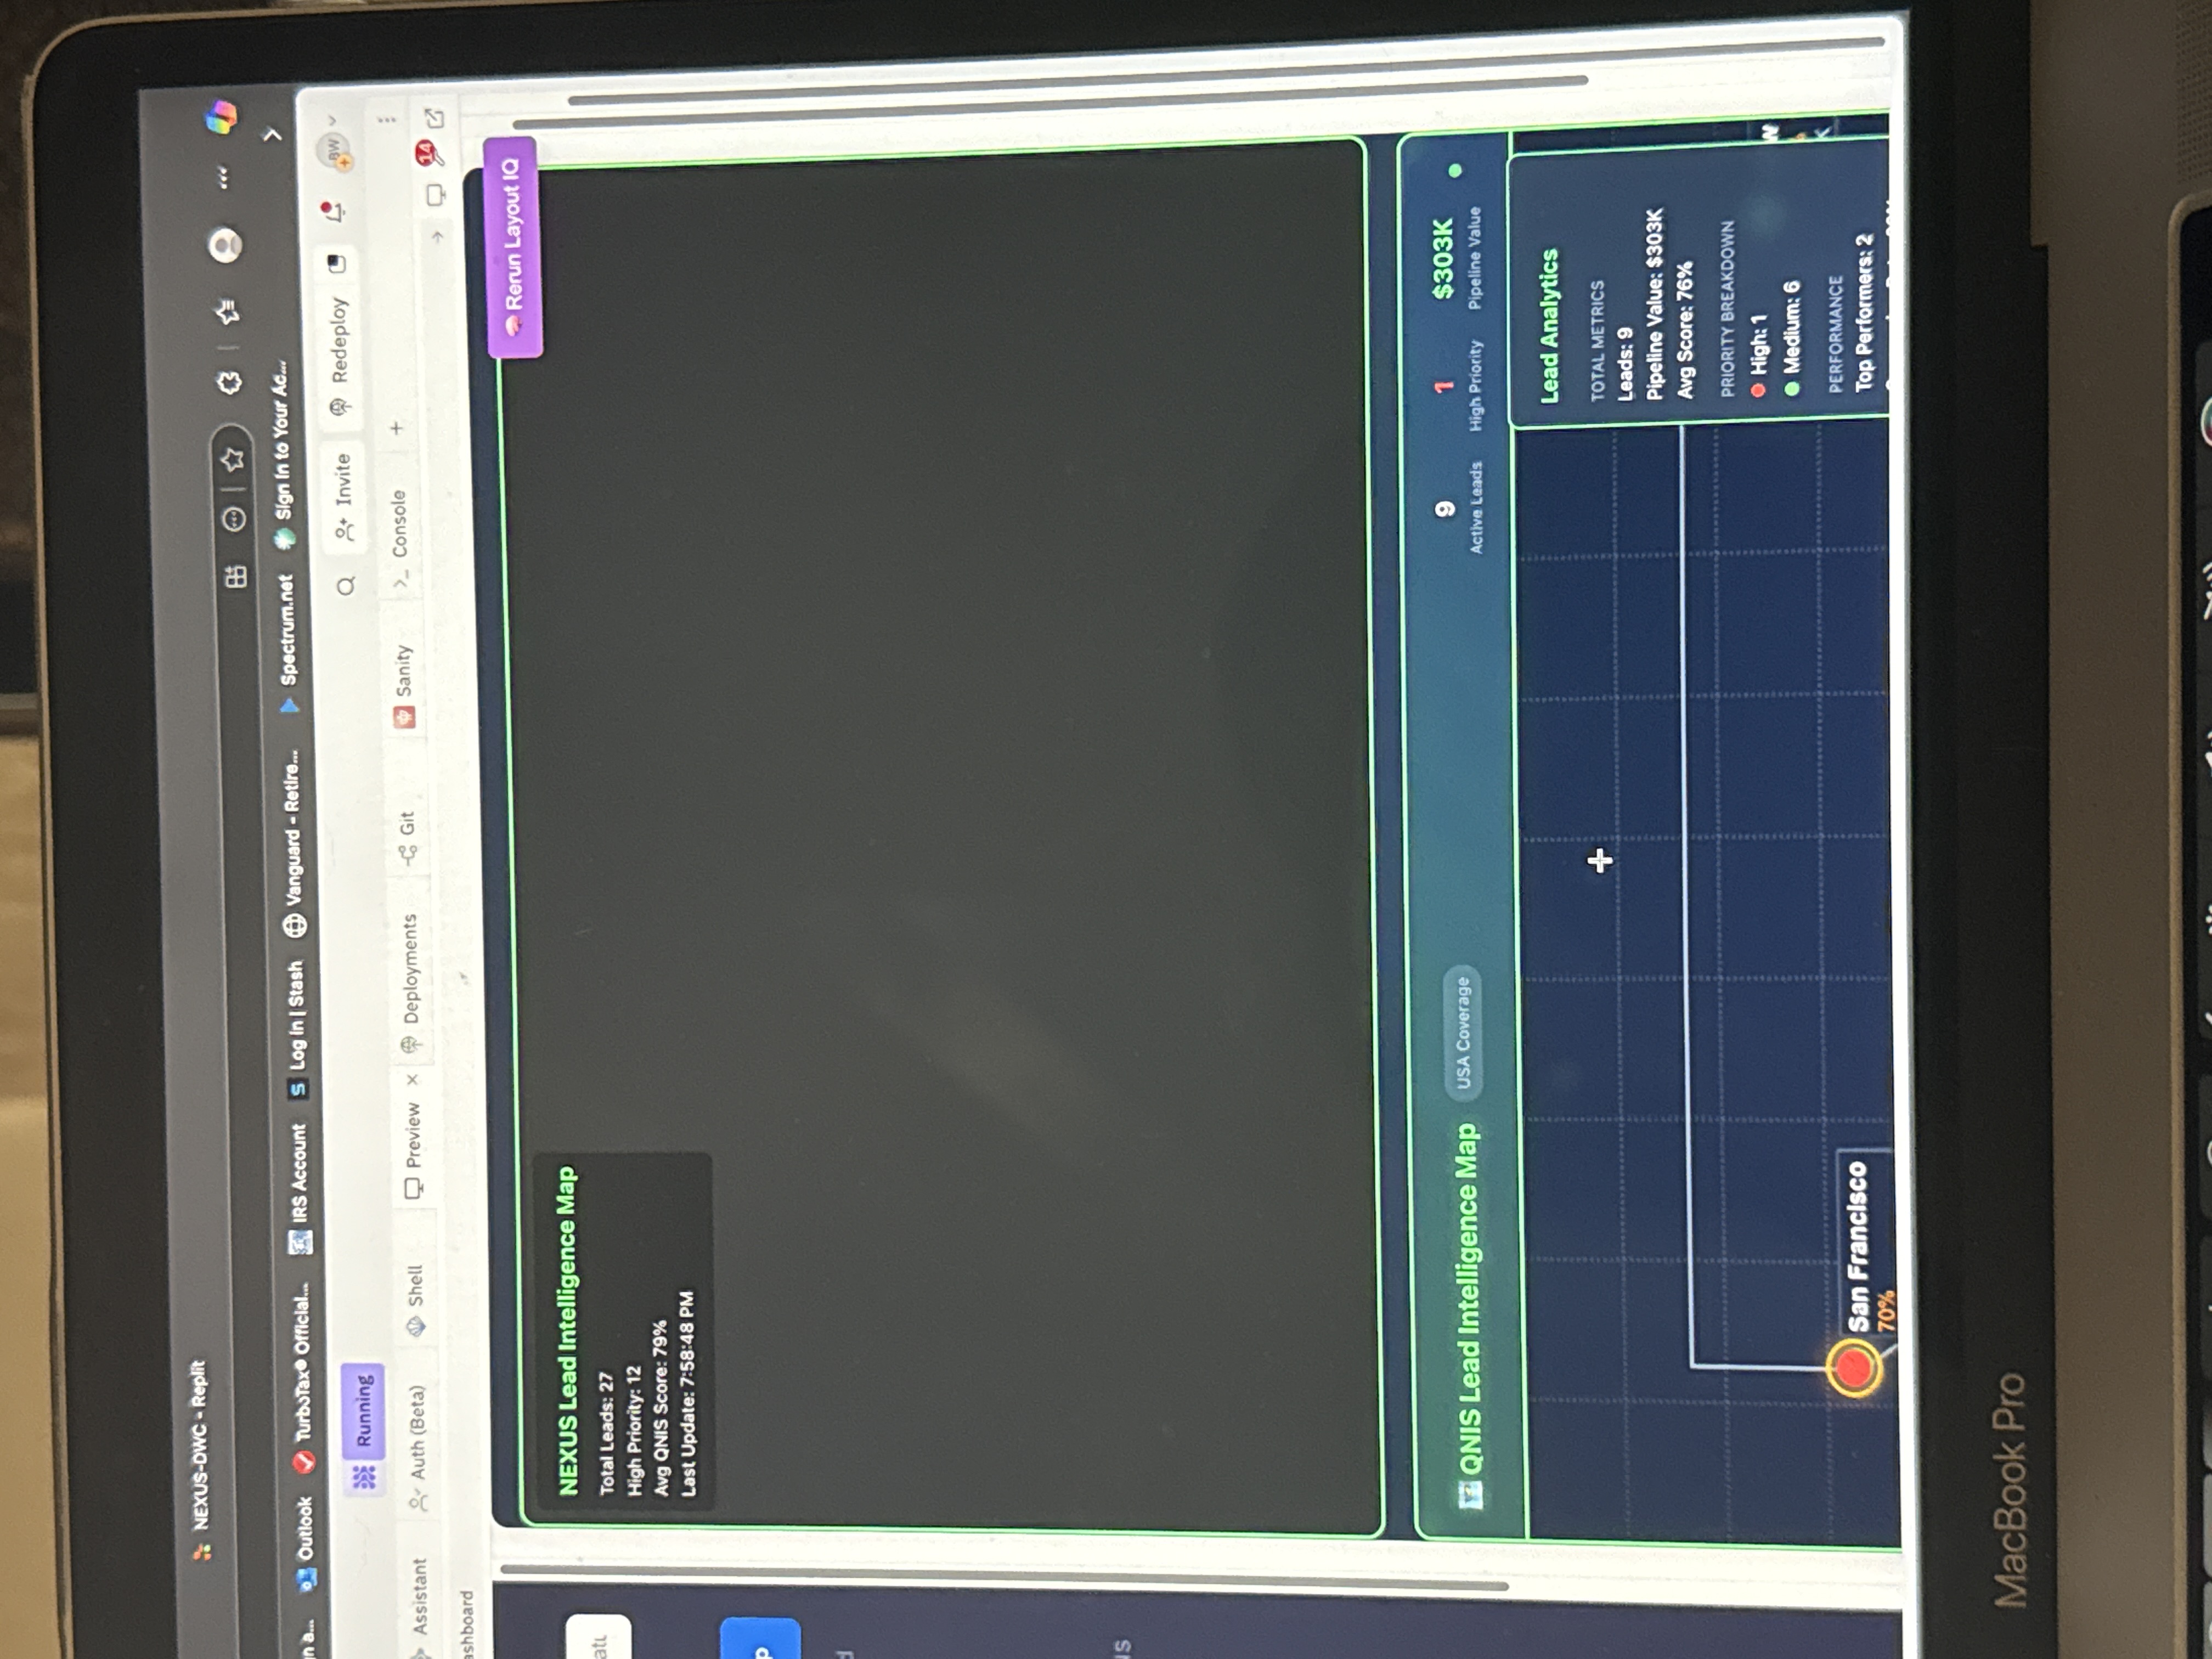 NEXUS-DWC - Replit
Outlook
TurboTax® Official...
IRS Account
S Log In | Stash
Vanguard - Retire...
Spectrum.net
Sign In to Your Ac...
Running
Invite
Redeploy
BW
Assistant
Auth (Beta)
Shell
Preview
Deployments
Git
Sanity
Console
14
ashboard
Rerun Layout IQ
NEXUS Lead Intelligence Map
Total Leads: 27
High Priority: 12
Avg QNIS Score: 79%
Last Update: 7:58:48 PM
QNIS Lead Intelligence Map
USA Coverage
9
Active Leads
1
High Priority
$303K
Pipeline Value
Lead Analytics
TOTAL METRICS
Leads: 9
Pipeline Value: $303K
Avg Score: 76%
PRIORITY BREAKDOWN
High: 1
Medium: 6
PERFORMANCE
Top Performers: 2
San Francisco
70%
MacBook Pro